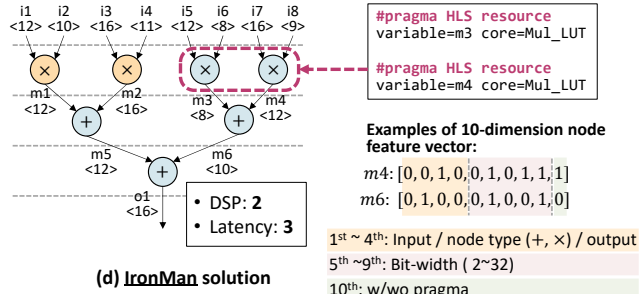 i1 i2 i3 i4 i5 i6 i7 i8
<12> <10> <16> <11> <12> <8> <16> <9>
× × × ×
m1 m2 m3 m4
<12> <16> <8> <12>
+ +
m5 m6
<12> <10>
+
o1
<16>
• DSP: 2
• Latency: 3
(d) IronMan solution
#pragma HLS resource
variable=m3 core=Mul_LUT
#pragma HLS resource
variable=m4 core=Mul_LUT
Examples of 10-dimension node
feature vector:
m4: [0, 0, 1, 0, 0, 1, 0, 1, 1, 1]
m6: [0, 1, 0, 0, 0, 1, 0, 0, 1, 0]
1st ~ 4th: Input / node type (+, ×) / output
5th ~9th: Bit-width ( 2~32)
10th: w/wo pragma